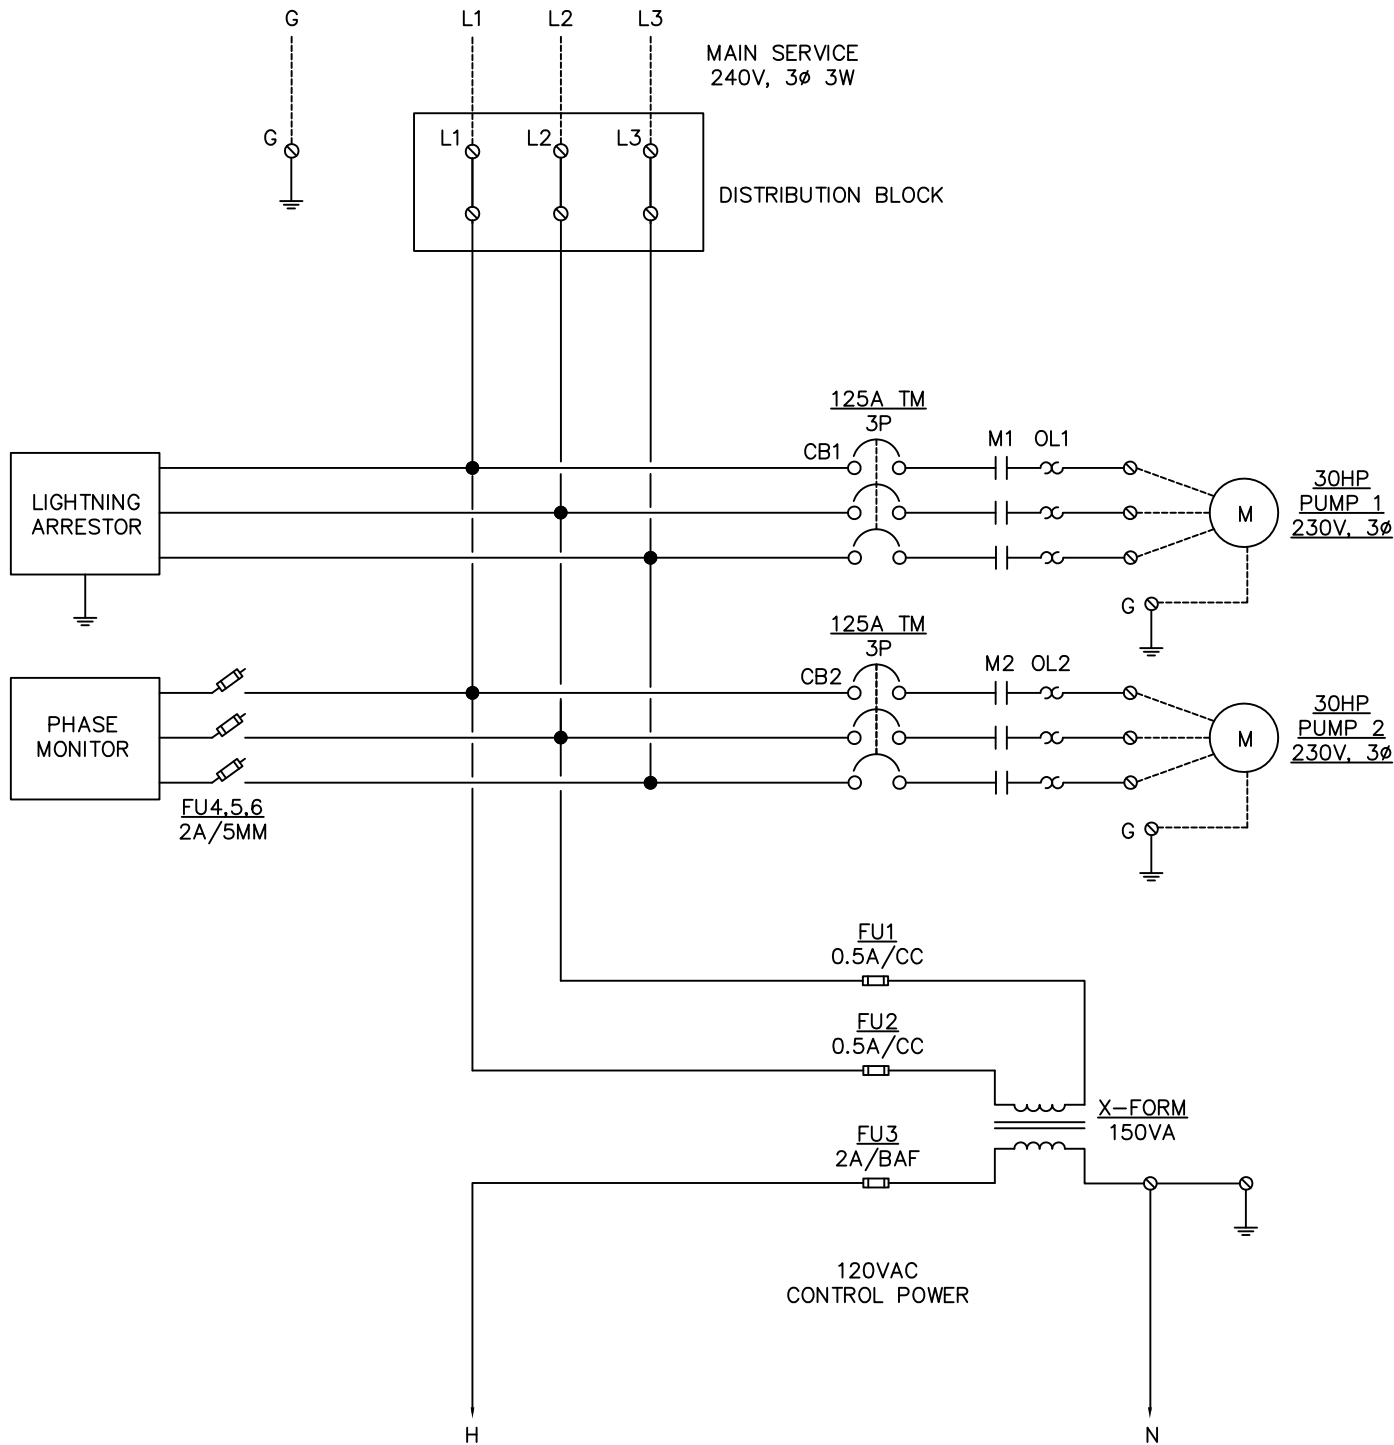 G
L1
L2
L3
MAIN SERVICE
240V, 3ø 3W
G
L1
L2
L3
DISTRIBUTION BLOCK
125A TM
3P
CB1
M1
OL1
LIGHTNING
ARRESTOR
30HP
PUMP 1
230V, 3ø
M
G
125A TM
3P
CB2
M2
OL2
PHASE
MONITOR
30HP
PUMP 2
230V, 3ø
M
FU4,5,6
2A/5MM
G
FU1
0.5A/CC
FU2
0.5A/CC
X-FORM
150VA
FU3
2A/BAF
120VAC
CONTROL POWER
H
N